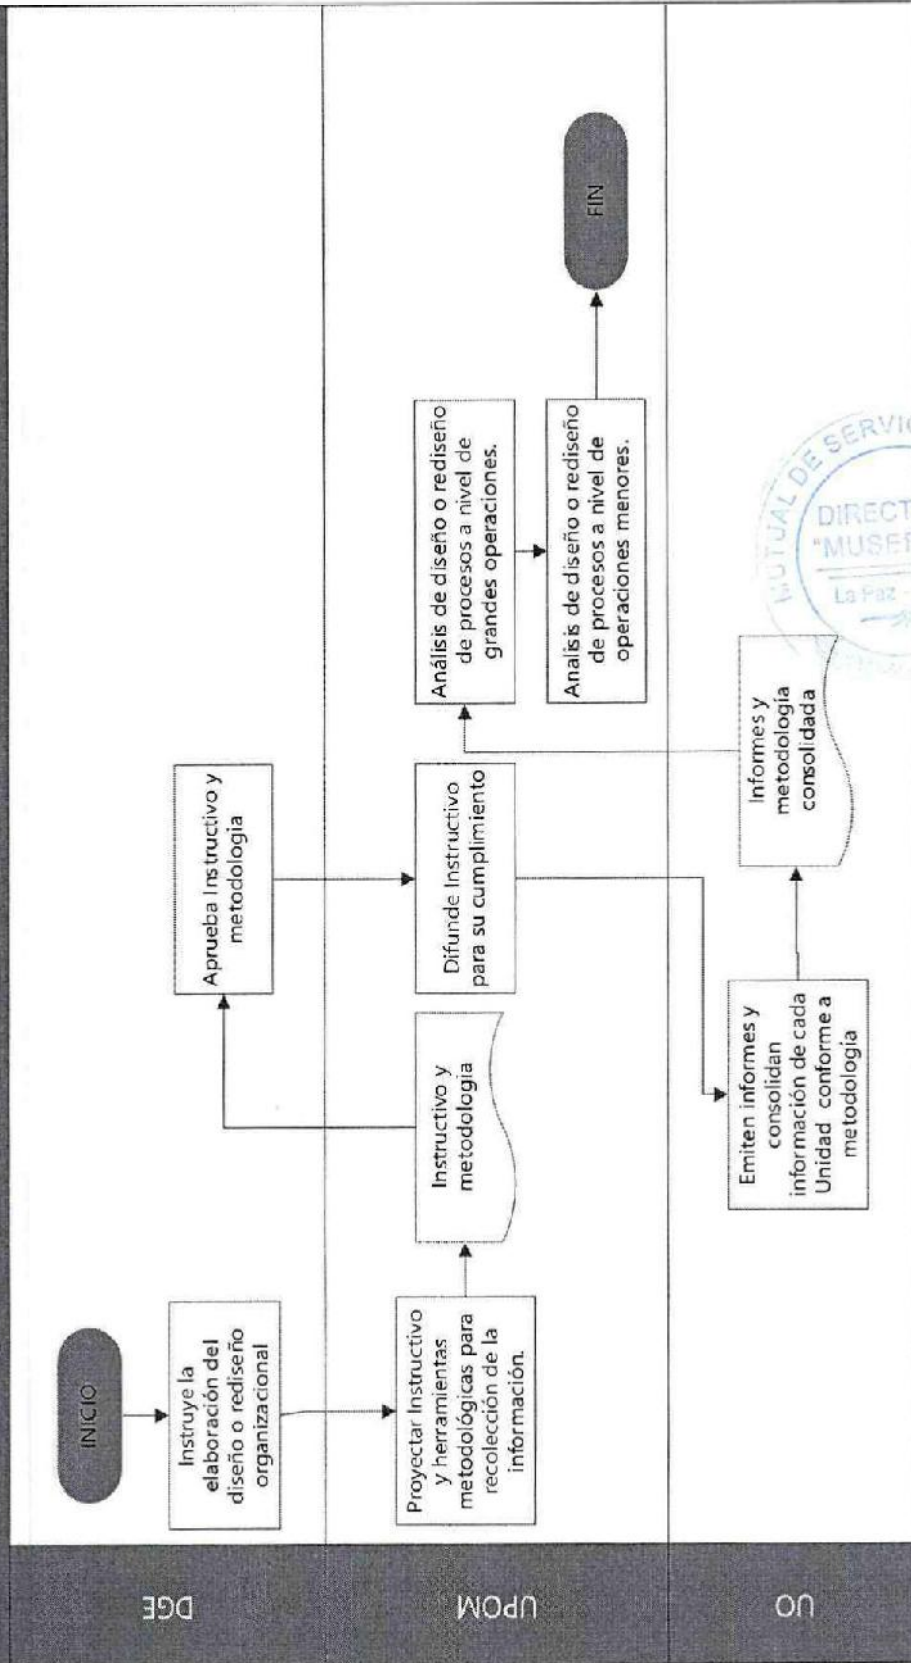 DGE
INICIO
Instruye la
elaboración del
diseño o rediseño
organizacional
Aprueba Instructivo y
metodología
UPOM
Proyectar Instructivo
y herramientas
metodológicas para
recolección de la
información.
Instructivo y
metodología
Difunde Instructivo
para su cumplimiento
Análisis de diseño o rediseño
de procesos a nivel de
grandes operaciones.
Analisis de diseño o rediseño
de procesos a nivel de
operaciones menores.
FIN
UO
Emiten informes y
consolidan
información de cada
Unidad conforme a
metodología
Informes y
metodología
consolidada
MUTUAL DE SERVIC
DIRECT
"MUSER
La Paz -